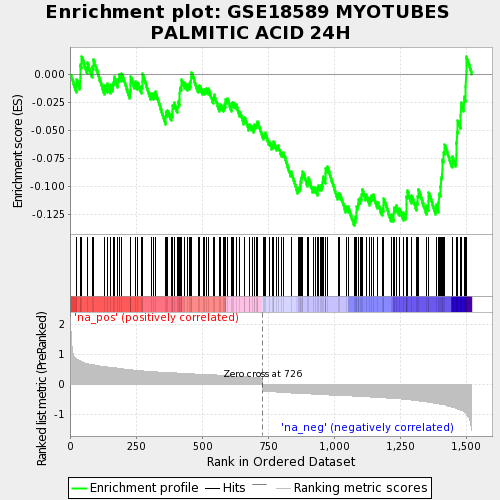 Enrichment plot: GSE18589 MYOTUBES
PALMITIC ACID 24H
Enrichment score (ES)
0.000
-0.025
-0.050
-0.075
-0.100
-0.125
'na_pos' (positively correlated)
Ranked list metric (PreRanked)
2
1
0
-1
Zero cross at 726
'na_neg' (negatively correlated)
0
250
500
750
1,000
1,250
1,500
Rank in Ordered Dataset
Enrichment profile
Hits
Ranking metric scores